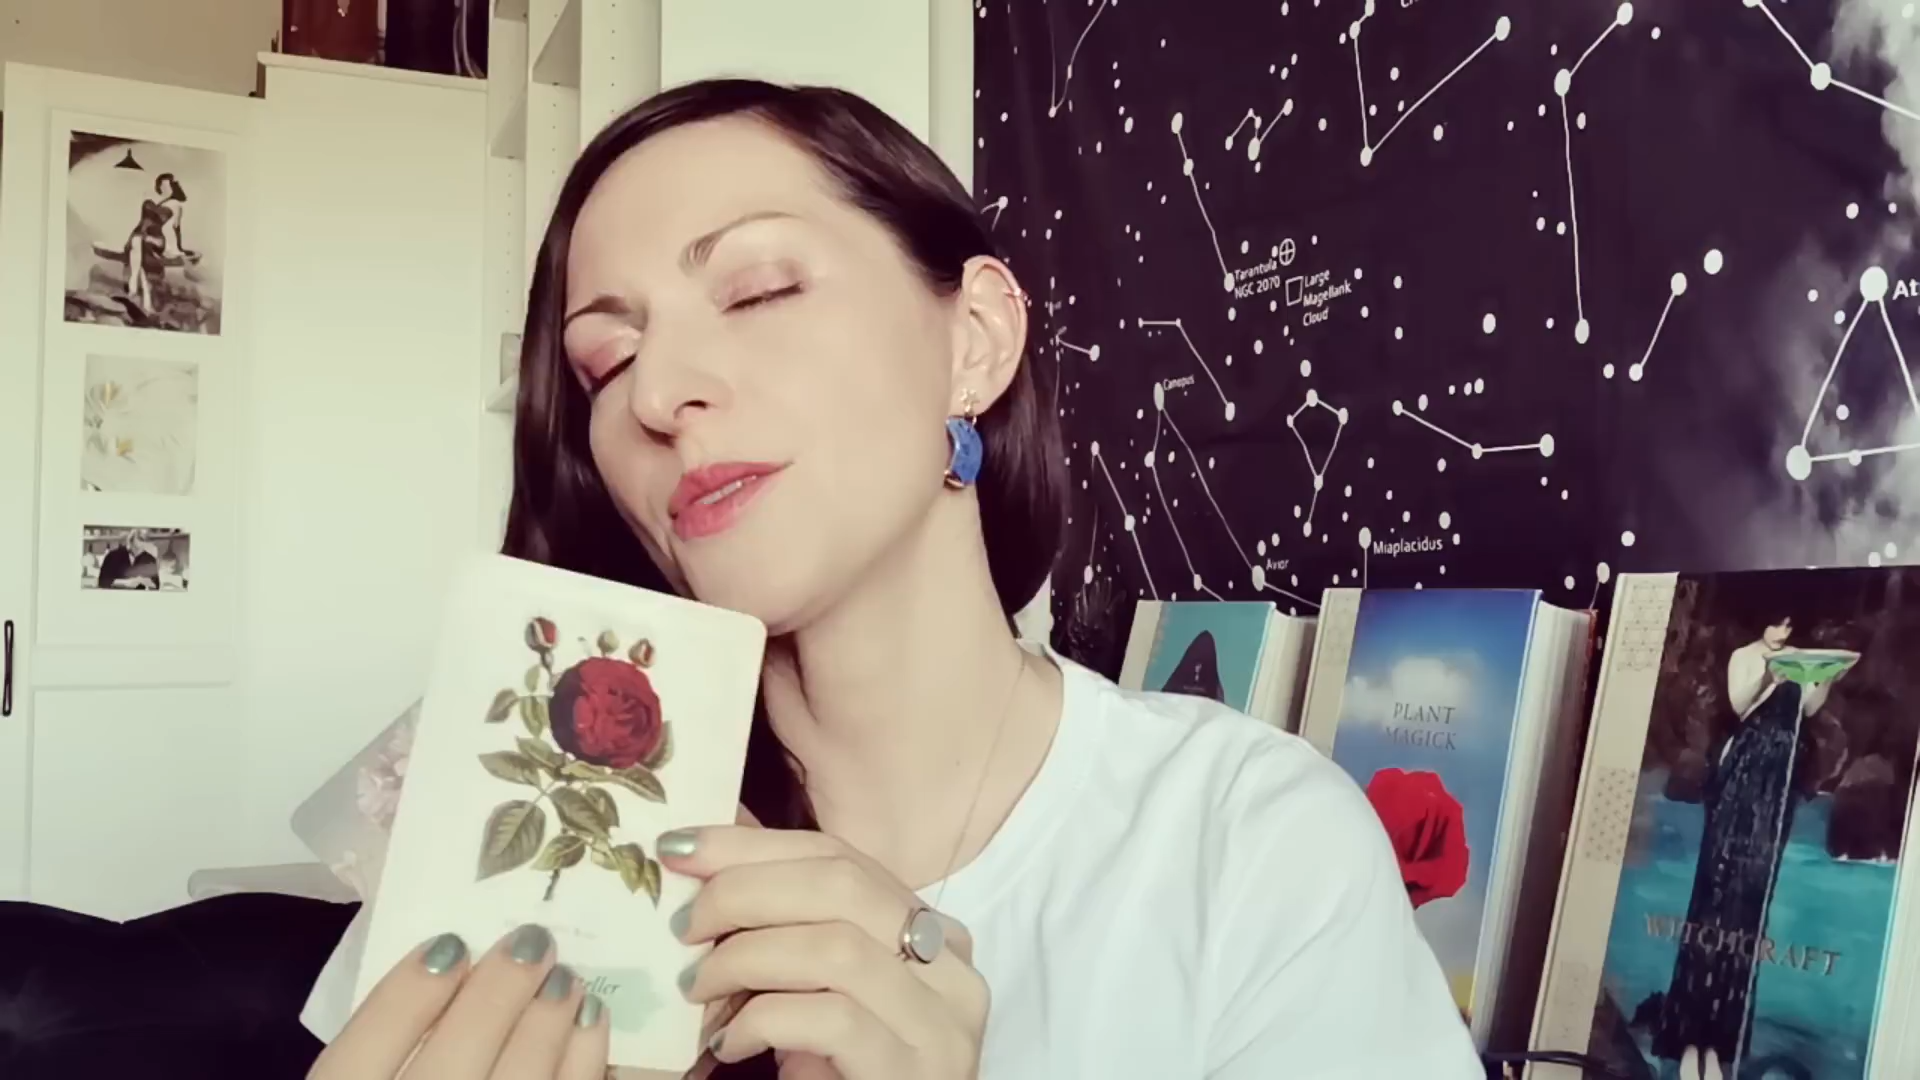 Tarantula
NGC 2070
Large
Magellank
Cloud
At
Canopus
Miaplacidus
Avior
PLANT
MAGICK
WITCHCRAFT